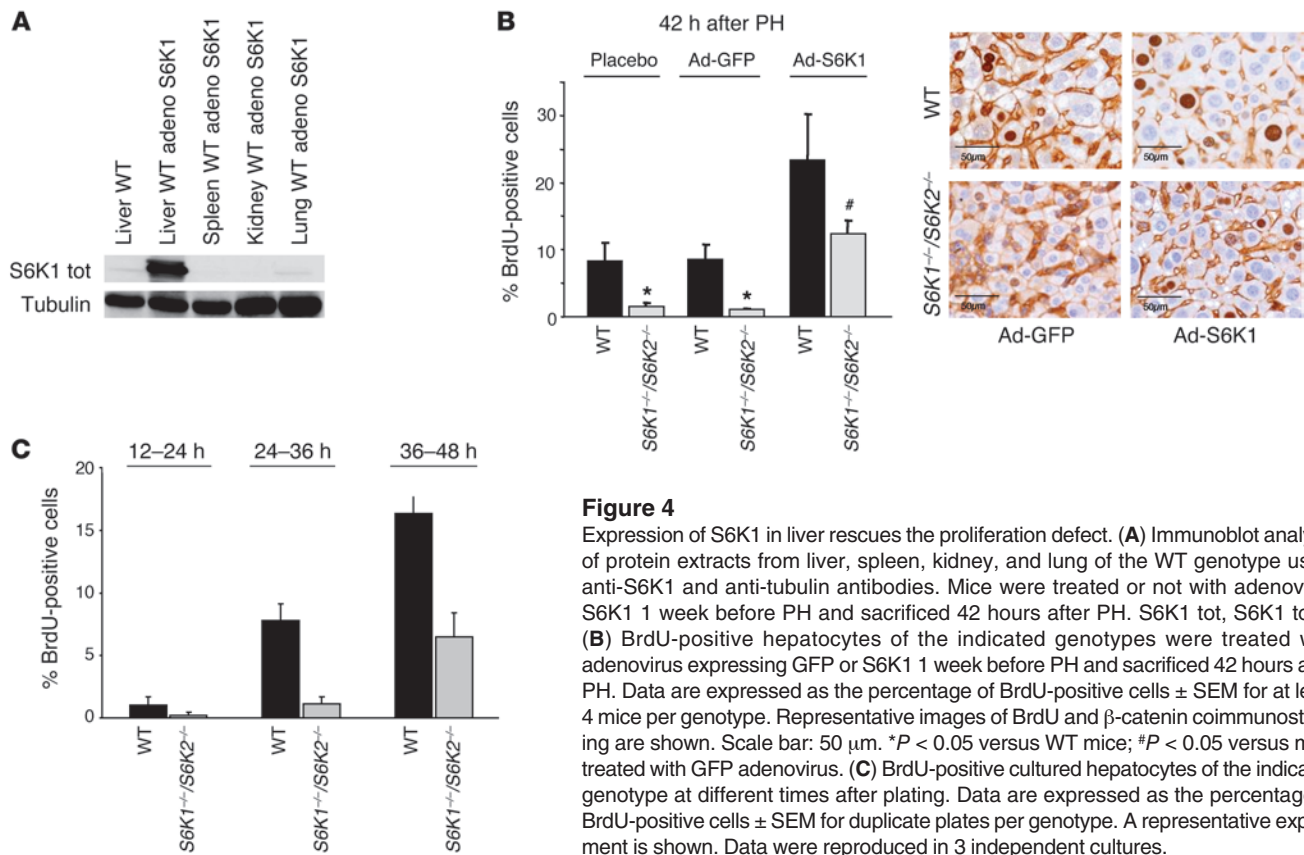 A
Liver WT
Liver WT adeno S6K1
Spleen WT adeno S6K1
Kidney WT adeno S6K1
Lung WT adeno S6K1
S6K1 tot
Tubulin
B
42 h after PH
Placebo
Ad-GFP
Ad-S6K1
% BrdU-positive cells
30
20
10
0
WT
S6K1⁻/⁻/S6K2⁻/⁻
WT
S6K1⁻/⁻/S6K2⁻/⁻
WT
S6K1⁻/⁻/S6K2⁻/⁻
*
*
#
WT
S6K1⁻/⁻/S6K2⁻/⁻
50µm
50µm
50µm
50µm
Ad-GFP
Ad-S6K1
C
12–24 h
24–36 h
36–48 h
% BrdU-positive cells
20
15
10
5
0
WT
S6K1⁻/⁻/S6K2⁻/⁻
WT
S6K1⁻/⁻/S6K2⁻/⁻
WT
S6K1⁻/⁻/S6K2⁻/⁻
Figure 4
Expression of S6K1 in liver rescues the proliferation defect. (A) Immunoblot analy
of protein extracts from liver, spleen, kidney, and lung of the WT genotype us
anti-S6K1 and anti-tubulin antibodies. Mice were treated or not with adenov
S6K1 1 week before PH and sacrificed 42 hours after PH. S6K1 tot, S6K1 to
(B) BrdU-positive hepatocytes of the indicated genotypes were treated w
adenovirus expressing GFP or S6K1 1 week before PH and sacrificed 42 hours a
PH. Data are expressed as the percentage of BrdU-positive cells ± SEM for at le
4 mice per genotype. Representative images of BrdU and β-catenin coimmunost
ing are shown. Scale bar: 50 µm. *P < 0.05 versus WT mice; #P < 0.05 versus m
treated with GFP adenovirus. (C) BrdU-positive cultured hepatocytes of the indica
genotype at different times after plating. Data are expressed as the percentage
BrdU-positive cells ± SEM for duplicate plates per genotype. A representative exp
ment is shown. Data were reproduced in 3 independent cultures.